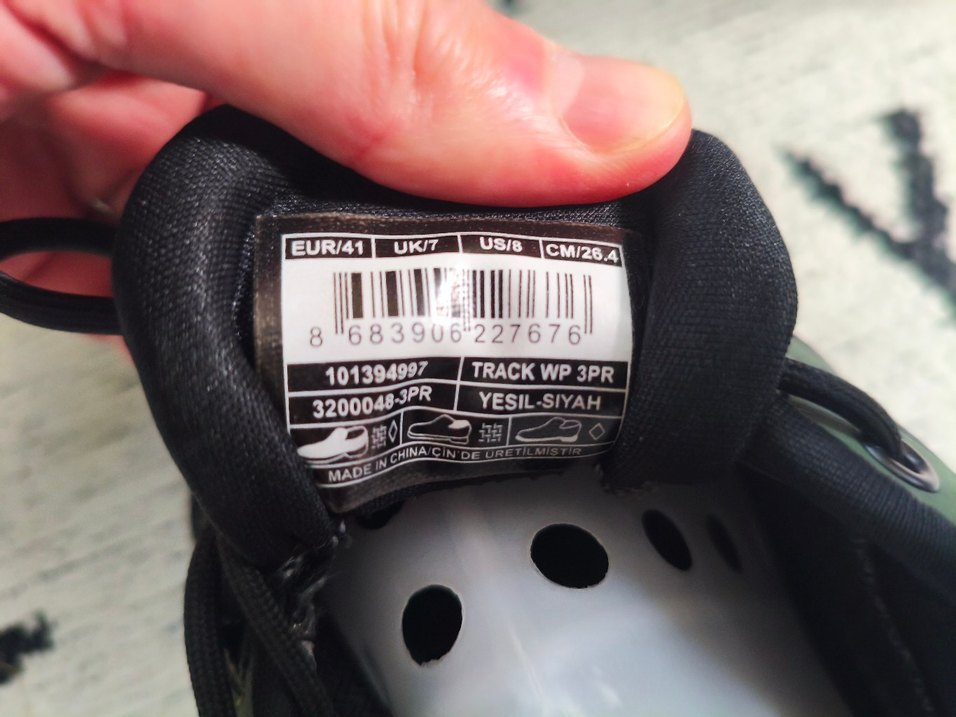 EUR/41 UK/7 US/8 CM/26.4
8 683906 227676
101394997 TRACK WP 3PR
3200048-3PR YESIL-SIYAH
MADE IN CHINA/ÇİN'DE ÜRETİLMİŞTİR